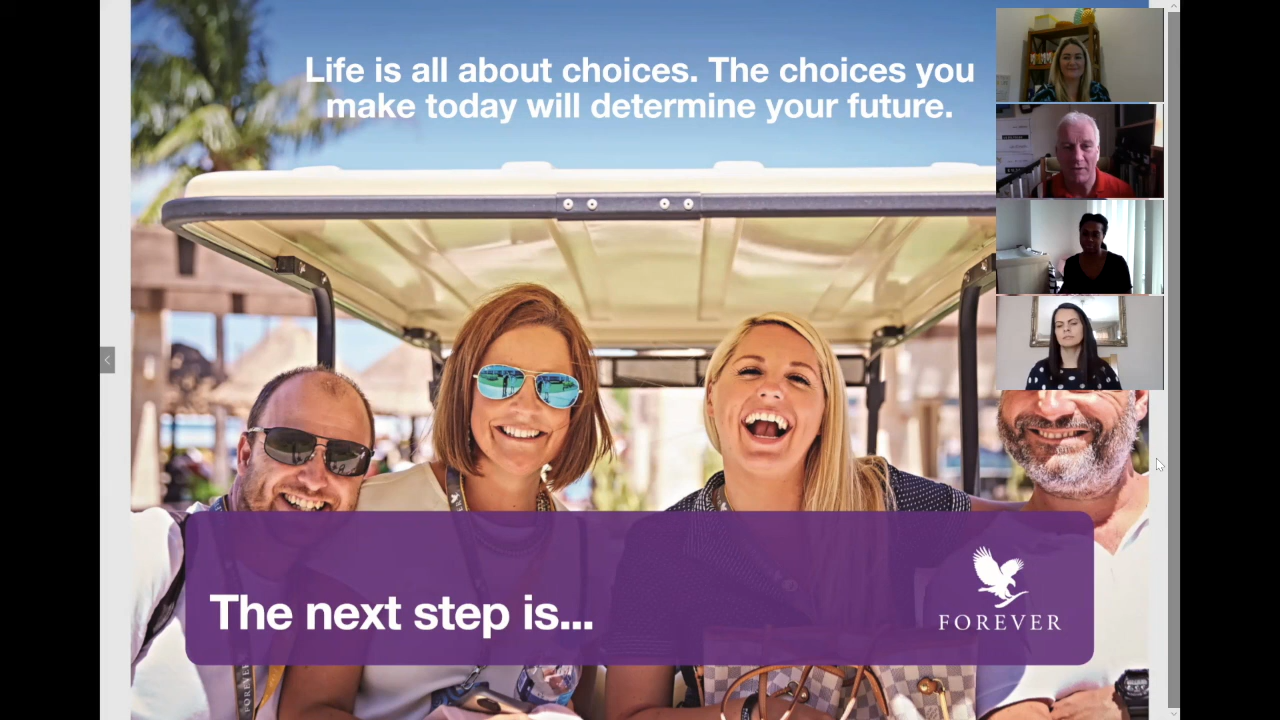 Life is all about choices. The choices you
make today will determine your future.
The next step is...
FOREVER
FOREVER